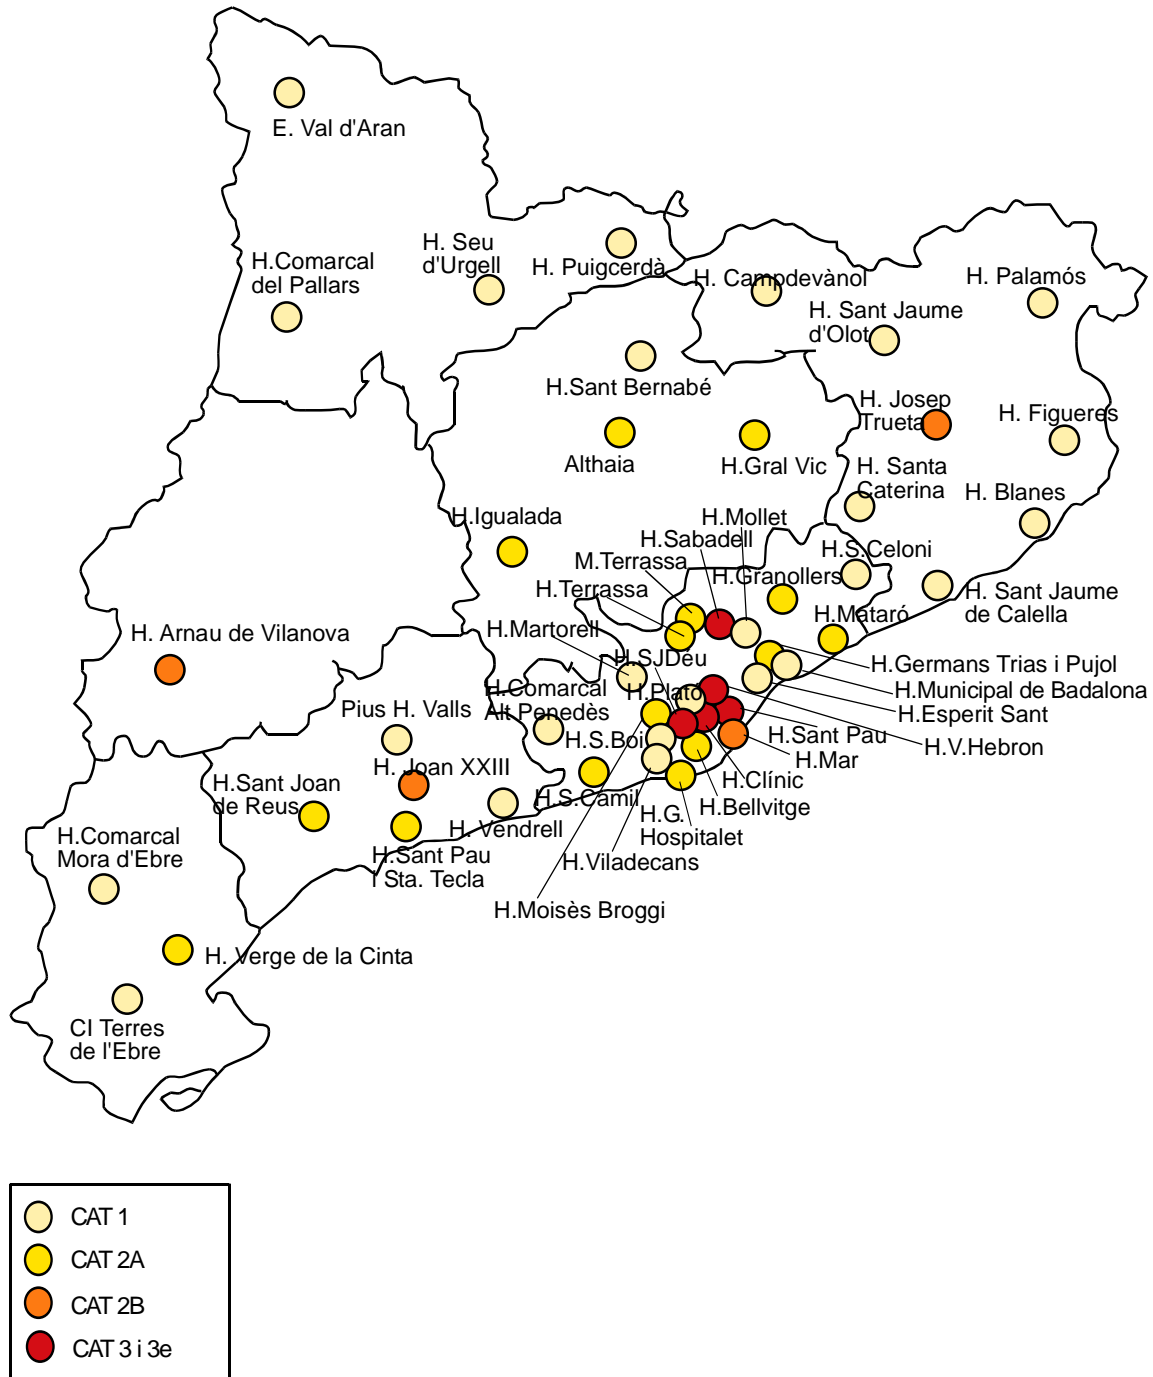 E. Val d'Aran
H. Seu
d'Urgell
H. Puigcerdà
H.Comarcal
del Pallars
H. Campdevànol
H. Palamós
H. Sant Jaume
d'Olot
H.Sant Bernabé
H. Josep
Trueta
H. Figueres
Althaia
H.Gral Vic
H. Santa
Caterina
H. Blanes
H.Igualada
H.Mollet
H.Sabadell
H.S.Celoni
M.Terrassa
H.Granollers
H.Terrassa
H. Sant Jaume
de Calella
H.Mataró
H. Arnau de Vilanova
H.Martorell
H.SJDéu
H.Germans Trias i Pujol
H.Municipal de Badalona
H.Comarcal
Alt Penedès
H.Plató
H.Esperit Sant
Pius H. Valls
H.S.Boi
H.Sant Pau
H.V.Hebron
H.Mar
H. Joan XXIII
H.Clínic
H.Sant Joan
de Reus
H.S.Camil
H.Bellvitge
H.G.
Hospitalet
H. Vendrell
H.Comarcal
Mora d'Ebre
H.Sant Pau
i Sta. Tecla
H.Viladecans
H.Moisès Broggi
H. Verge de la Cinta
CI Terres
de l'Ebre
CAT 1
CAT 2A
CAT 2B
CAT 3 i 3e